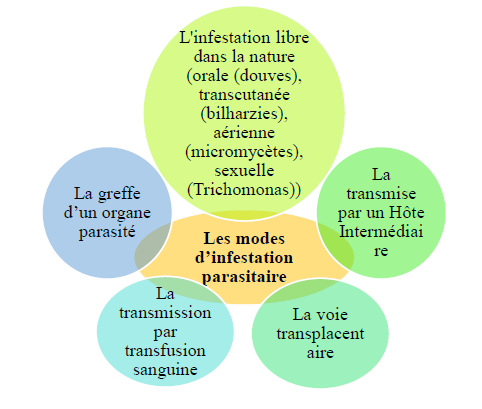 L'infestation libre
dans la nature
(orale (douves),
transcutanée
(bilharzies),
aérienne
(micromycètes),
sexuelle
(Trichomonas))
La
transmise
par un Hôte
Intermédiai
re
La voie
transplacent
aire
La
transmission
par
transfusion
sanguine
La greffe
d’un organe
parasité
Les modes
d’infestation
parasitaire